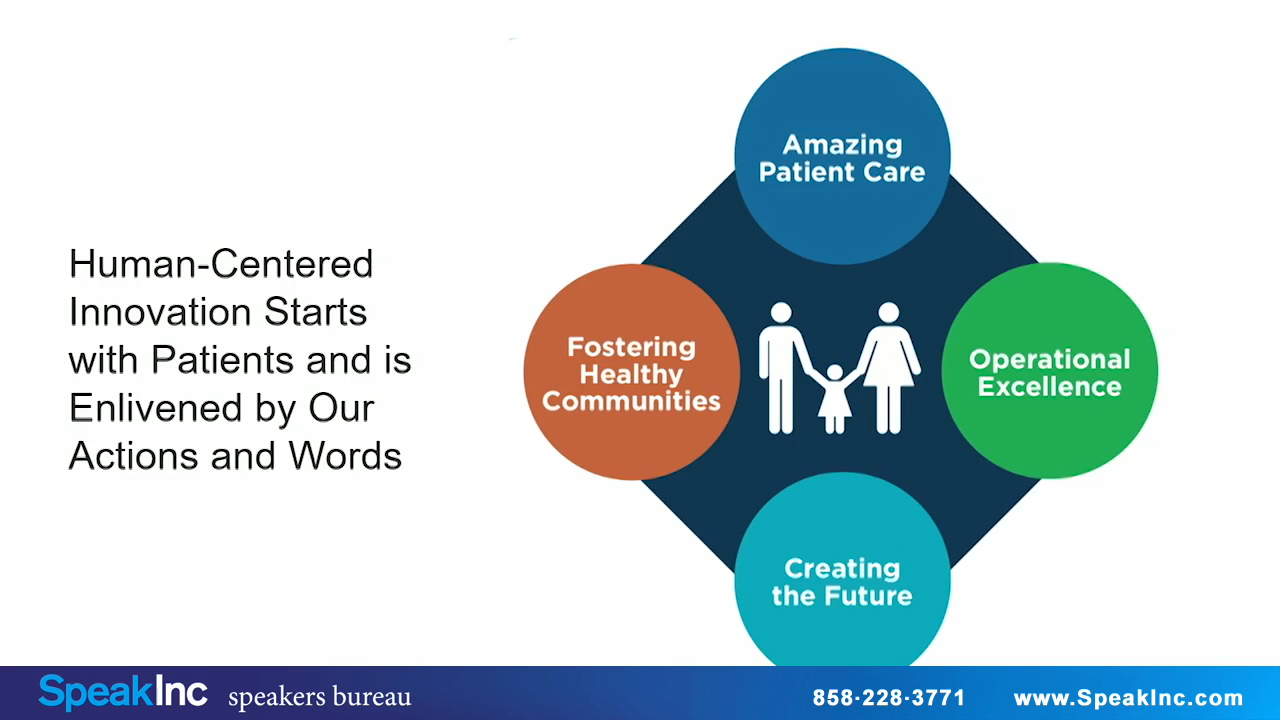 Human-Centered
Innovation Starts
with Patients and is
Enlivened by Our
Actions and Words
Amazing
Patient Care
Fostering
Healthy
Communities
Operational
Excellence
Creating
the Future
SpeakInc speakers bureau
858-228-3771
www.SpeakInc.com